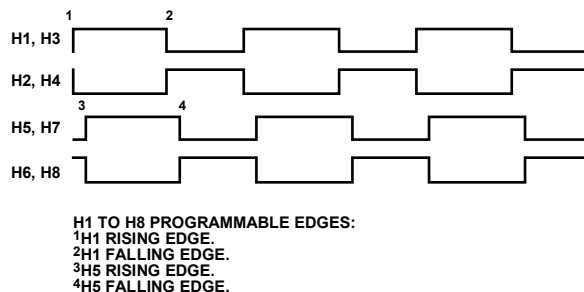 1 2
H1, H3
H2, H4
3 4
H5, H7
H6, H8
H1 TO H8 PROGRAMMABLE EDGES:
1H1 RISING EDGE.
2H1 FALLING EDGE.
3H5 RISING EDGE.
4H5 FALLING EDGE.